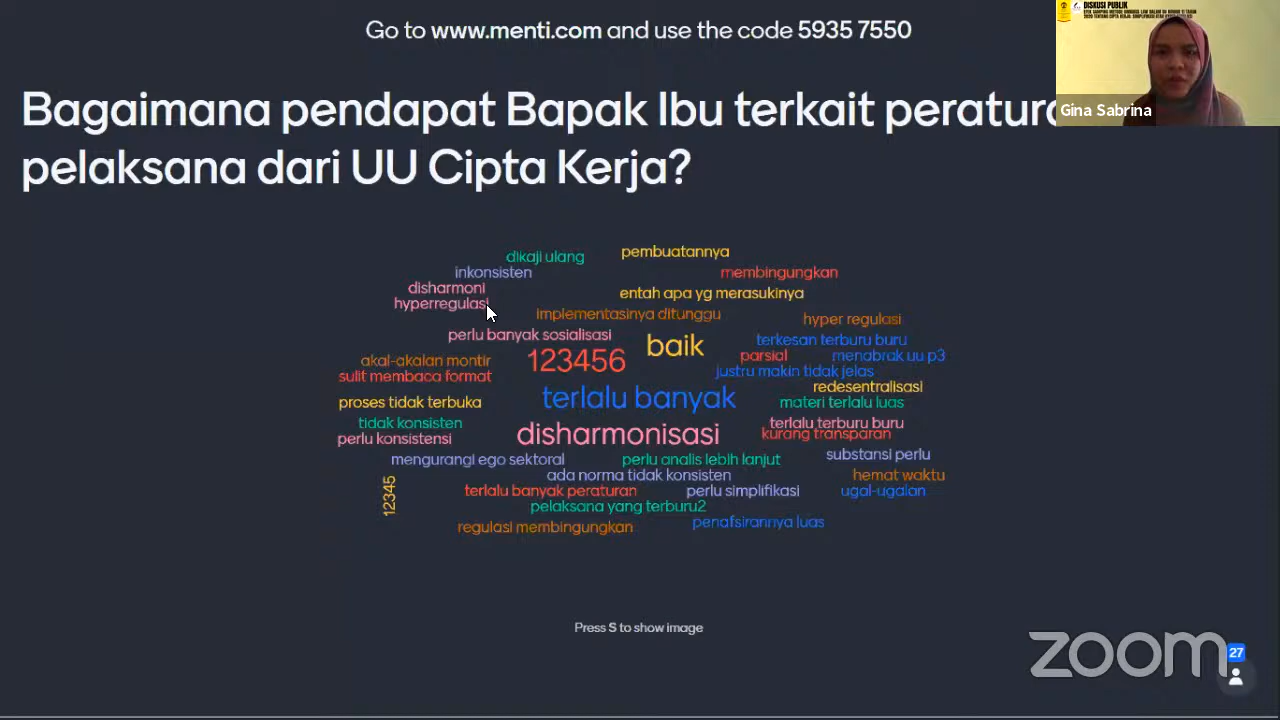 Go to www.menti.com and use the code 5935 7550
DISKUSI PUBLIK
Gina Sabrina
Bagaimana pendapat Bapak Ibu terkait peratura
pelaksana dari UU Cipta Kerja?
pembuatannya
dikaji ulang
inkonsisten
membingungkan
disharmoni
entah apa yg merasukinya
hyperregulasi
implementasinya ditunggu
hyper regulasi
perlu banyak sosialisasi
baik
terkesan terburu buru
akal-akalan montir
123456
parsial
menabrak uu p3
sulit membaca format
justru makin tidak jelas
redesentralisasi
proses tidak terbuka
terlalu banyak
materi terlalu luas
tidak konsisten
terlalu terburu buru
perlu konsistensi
disharmonisasi
kurang transparan
substansi perlu
mengurangi ego sektoral
perlu analis lebih lanjut
ada norma tidak konsisten
hemat waktu
12345
terlalu banyak peraturan
perlu simplifikasi
ugal-ugalan
pelaksana yang terburu2
regulasi membingungkan
penafsirannya luas
Press S to show image
zoom
27